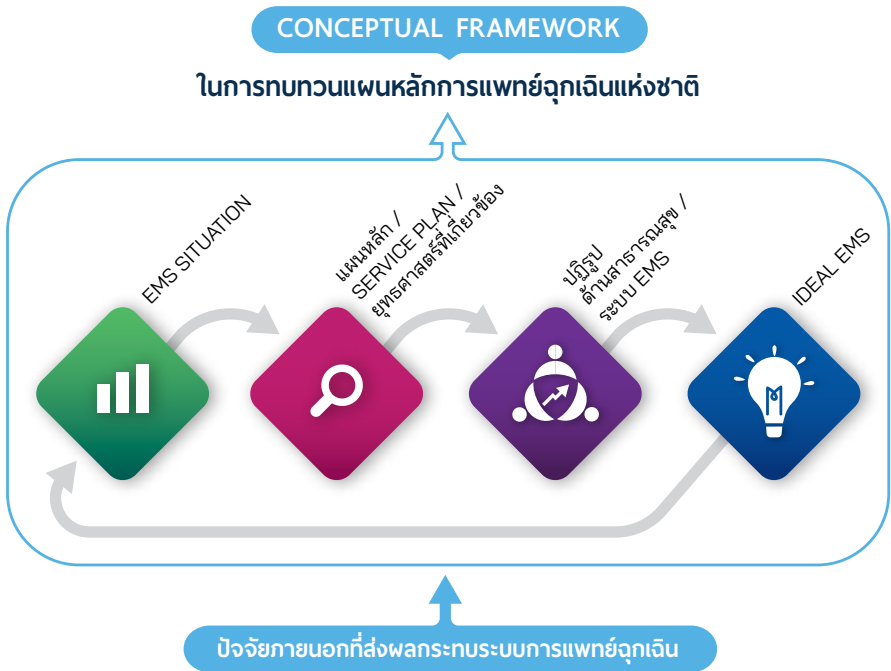 CONCEPTUAL FRAMEWORK
ในการทบทวนแผนหลักการแพทย์ฉุกเฉินแห่งชาติ
EMS SITUATION
แผนหลัก /
SERVICE PLAN /
ยุทธศาสตร์ที่เกี่ยวข้อง
ปฏิรูป
ด้านสาธารณสุข /
ระบบ EMS
IDEAL EMS
ปัจจัยภายนอกที่ส่งผลกระทบระบบการแพทย์ฉุกเฉิน